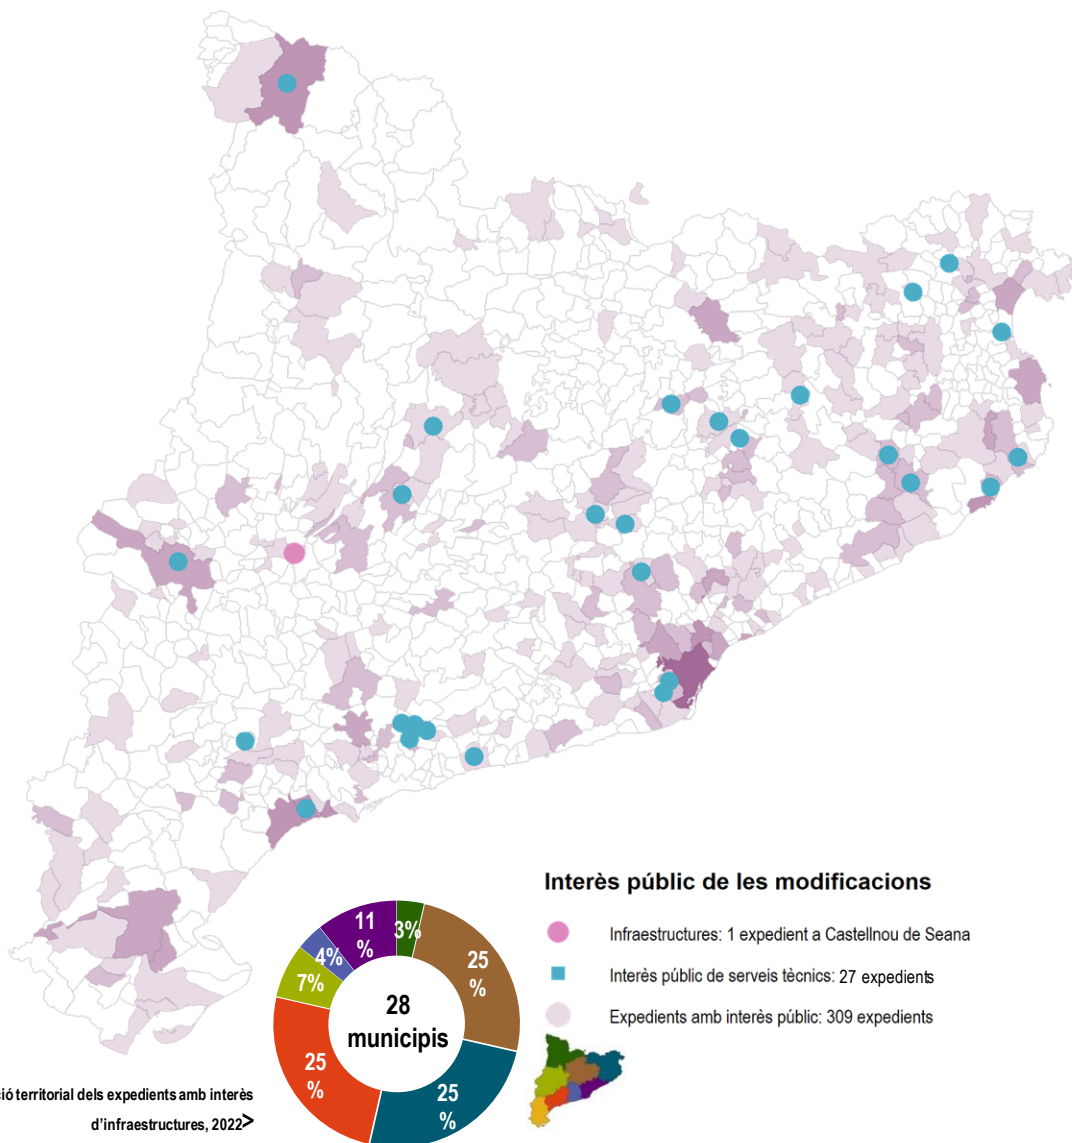 Interès públic de les modificacions
Infraestructures: 1 expedient a Castellnou de Seana
Interès públic de serveis tècnics: 27 expedients
Expedients amb interès públic: 309 expedients
11
%
3%
25
%
4%
7%
28
municipis
25
%
25
%
ció territorial dels expedients amb interès
d'infraestructures, 2022>